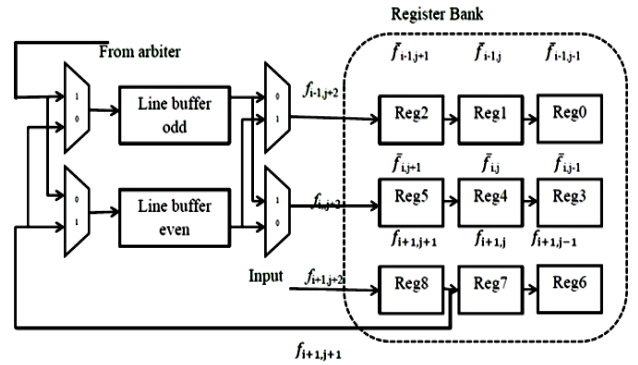 Register Bank
From arbiter
f̄i-1,j+1 f̄i-1,j f̄i-1,j-1
1
0
Line buffer
odd
0
1
fi-1,j+2
Reg2 Reg1 Reg0
f̄i,j+1 f̄i,j f̄i,j-1
0
1
Line buffer
even
1
0
fi,,j+2
Reg5 Reg4 Reg3
fi+1,j+1 fi+1,j fi+1,j−1
Input
fi+1,j+2
Reg8 Reg7 Reg6
fi+1,j+1